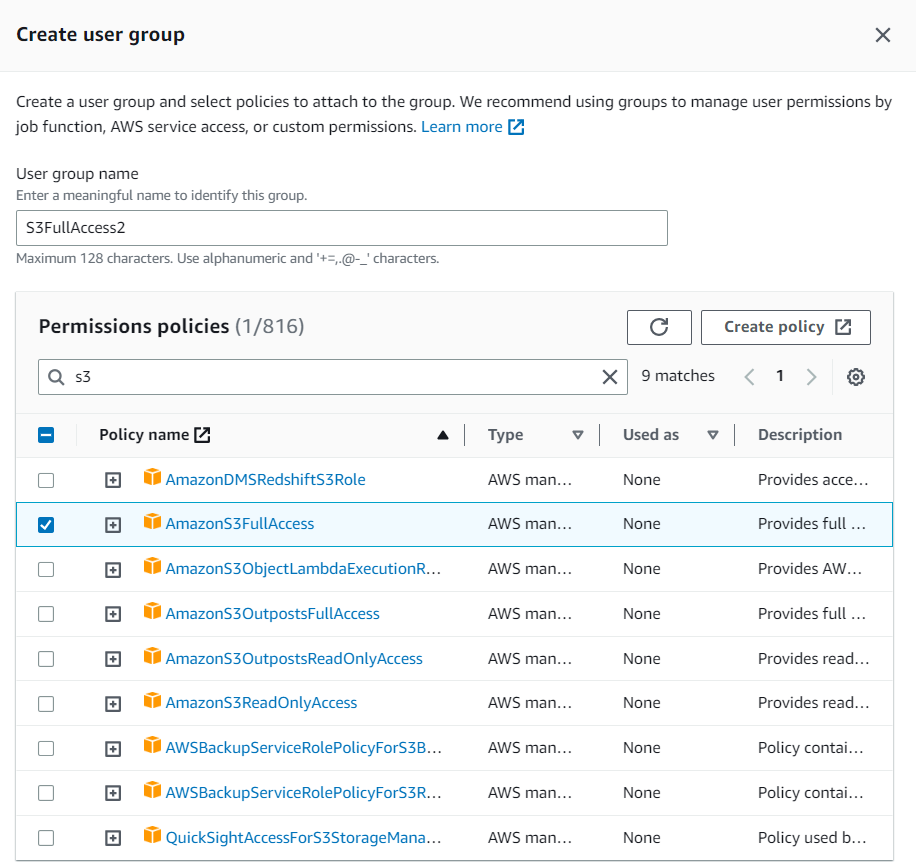 Create user group
Create a user group and select policies to attach to the group. We recommend using groups to manage user permissions by
job function, AWS service access, or custom permissions. Learn more
User group name
Enter a meaningful name to identify this group.
S3FullAccess2
Maximum 128 characters. Use alphanumeric and '+=,.@-_' characters.
Permissions policies (1/816)
Create policy
s3
9 matches
1
Policy name Type Used as Description
AmazonDMSRedshiftS3Role AWS man... None Provides acce...
AmazonS3FullAccess AWS man... None Provides full ...
AmazonS3ObjectLambdaExecutionR... AWS man... None Provides AW...
AmazonS3OutpostsFullAccess AWS man... None Provides full ...
AmazonS3OutpostsReadOnlyAccess AWS man... None Provides read...
AmazonS3ReadOnlyAccess AWS man... None Provides read...
AWSBackupServiceRolePolicyForS3B... AWS man... None Policy contai...
AWSBackupServiceRolePolicyForS3R... AWS man... None Policy contai...
QuickSightAccessForS3StorageMana... AWS man... None Policy used b...